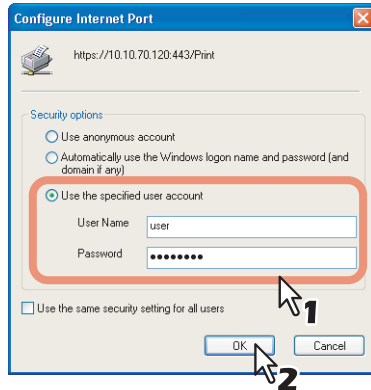 Configure Internet Port
https://10.10.70.120:443/Print
Security options
Use anonymous account
Automatically use the Windows logon name and password (and
domain if any)
Use the specified user account
User Name user
Password ••••••••
1
Use the same security setting for all users
OK Cancel
2